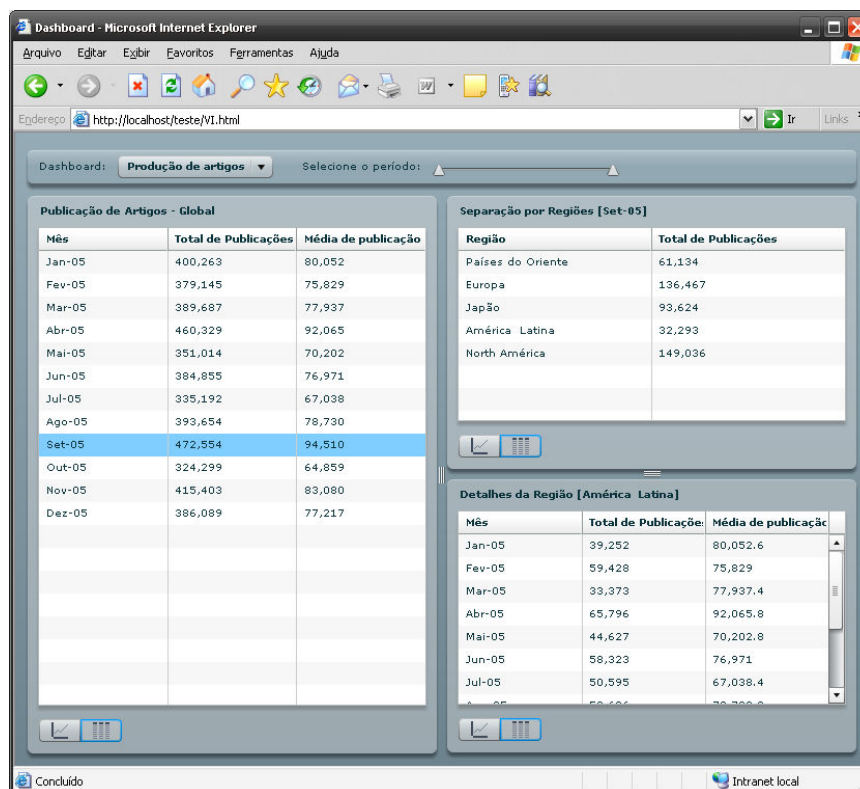 Dashboard - Microsoft Internet Explorer
Arquivo Editar Exibir Favoritos Ferramentas Ajuda
Endereço http://localhost/teste/VI.html Ir Links
Dashboard: Produção de artigos Selecione o período:
Publicação de Artigos - Global
Mês Total de Publicações Média de publicação
Jan-05 400,263 80,052
Fev-05 379,145 75,829
Mar-05 389,687 77,937
Abr-05 460,329 92,065
Mai-05 351,014 70,202
Jun-05 384,855 76,971
Jul-05 335,192 67,038
Ago-05 393,654 78,730
Set-05 472,554 94,510
Out-05 324,299 64,859
Nov-05 415,403 83,080
Dez-05 386,089 77,217
Separação por Regiões [Set-05]
Região Total de Publicações
Países do Oriente 61,134
Europa 136,467
Japão 93,624
América Latina 32,293
North América 149,036
Detalhes da Região [América Latina]
Mês Total de Publicaçõe Média de publicaçãc
Jan-05 39,252 80,052.6
Fev-05 59,428 75,829
Mar-05 33,373 77,937.4
Abr-05 65,796 92,065.8
Mai-05 44,627 70,202.8
Jun-05 58,323 76,971
Jul-05 50,595 67,038.4
Concluído Intranet local